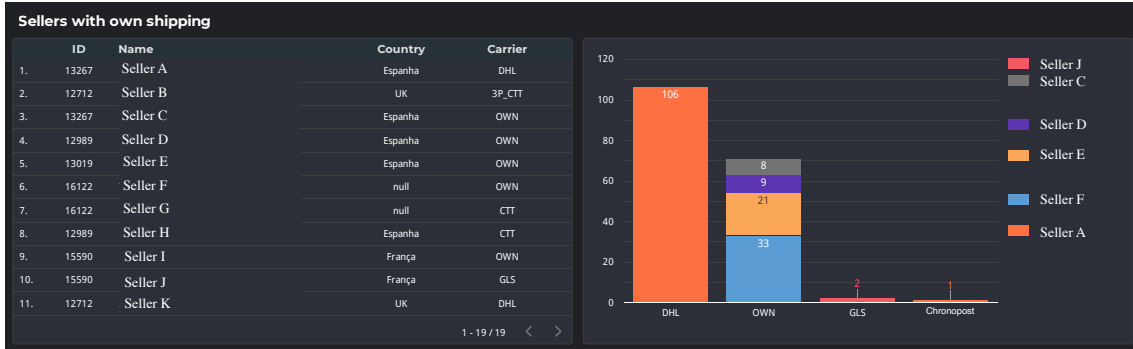 Sellers with own shipping
ID Name Country Carrier
1. 13267 Seller A Espanha DHL
2. 12712 Seller B UK 3P_CTT
3. 13267 Seller C Espanha OWN
4. 12989 Seller D Espanha OWN
5. 13019 Seller E Espanha OWN
6. 16122 Seller F null OWN
7. 16122 Seller G null CTT
8. 12989 Seller H Espanha CTT
9. 15590 Seller I França OWN
10. 15590 Seller J França GLS
11. 12712 Seller K UK DHL
1 - 19 / 19
120
100
80
60
40
20
0
106
8
9
21
33
2
1
DHL OWN GLS Chronopost
Seller J
Seller C
Seller D
Seller E
Seller F
Seller A